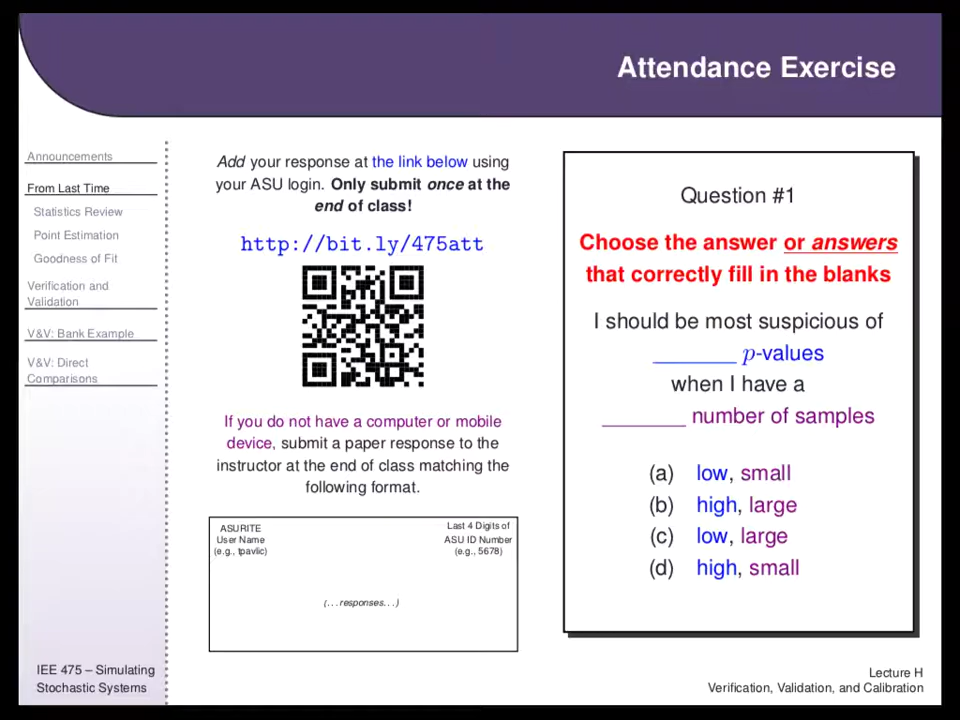 Attendance Exercise
Announcements
From Last Time
Statistics Review
Point Estimation
Goodness of Fit
Verification and
Validation
V&V: Bank Example
V&V: Direct
Comparisons
IEE 475 – Simulating
Stochastic Systems
Add your response at the link below using
your ASU login. Only submit once at the
end of class!
http://bit.ly/475att
If you do not have a computer or mobile
device, submit a paper response to the
instructor at the end of class matching the
following format.
ASURITE
User Name
(e.g., tpavlic)
Last 4 Digits of
ASU ID Number
(e.g., 5678)
(...responses...)
Question #1
Choose the answer or answers
that correctly fill in the blanks
I should be most suspicious of
_______ p-values
when I have a
_______ number of samples
(a) low, small
(b) high, large
(c) low, large
(d) high, small
Lecture H
Verification, Validation, and Calibration